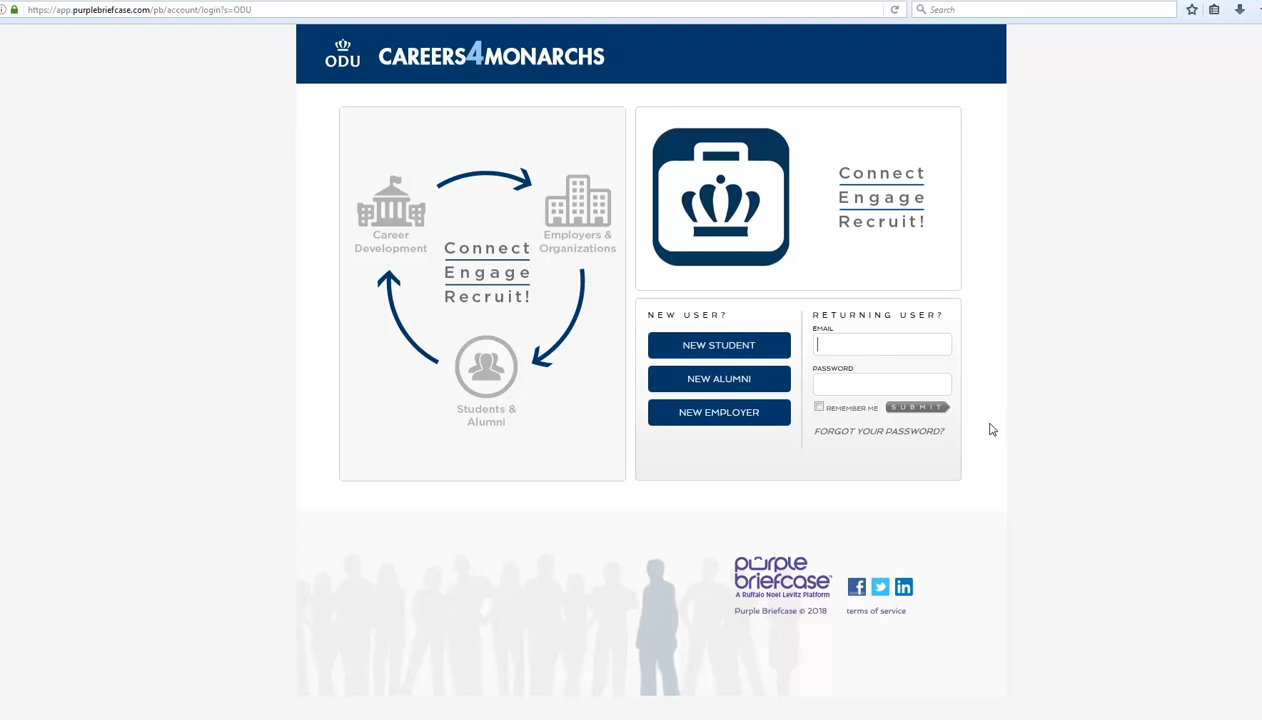 https://app.purplebriefcase.com/pb/account/login?s=ODU
Search
ODU
CAREERS4MONARCHS
Career
Development
Employers &
Organizations
Connect
Engage
Recruit!
Students &
Alumni
Connect
Engage
Recruit!
NEW USER?
NEW STUDENT
NEW ALUMNI
NEW EMPLOYER
RETURNING USER?
EMAIL
PASSWORD
REMEMBER ME
SUBMIT
FORGOT YOUR PASSWORD?
purple
briefcase™
A Ruffalo Noel Levitz Platform
Purple Briefcase © 2018
terms of service